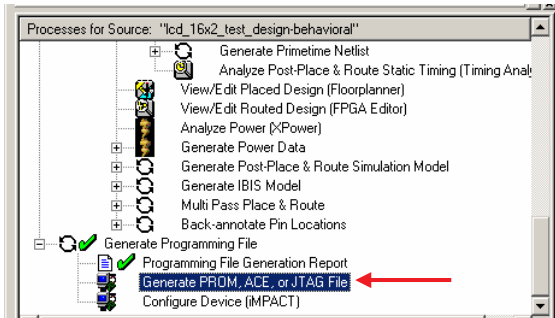 Processes for Source: "lcd_16x2_test_design-behavioral"
Generate Primetime Netlist
Analyze Post-Place & Route Static Timing (Timing Analy
View/Edit Placed Design (Floorplanner)
View/Edit Routed Design (FPGA Editor)
Analyze Power (XPower)
Generate Power Data
Generate Post-Place & Route Simulation Model
Generate IBIS Model
Multi Pass Place & Route
Back-annotate Pin Locations
Generate Programming File
Programming File Generation Report
Generate PROM, ACE, or JTAG File
Configure Device (iMPACT)